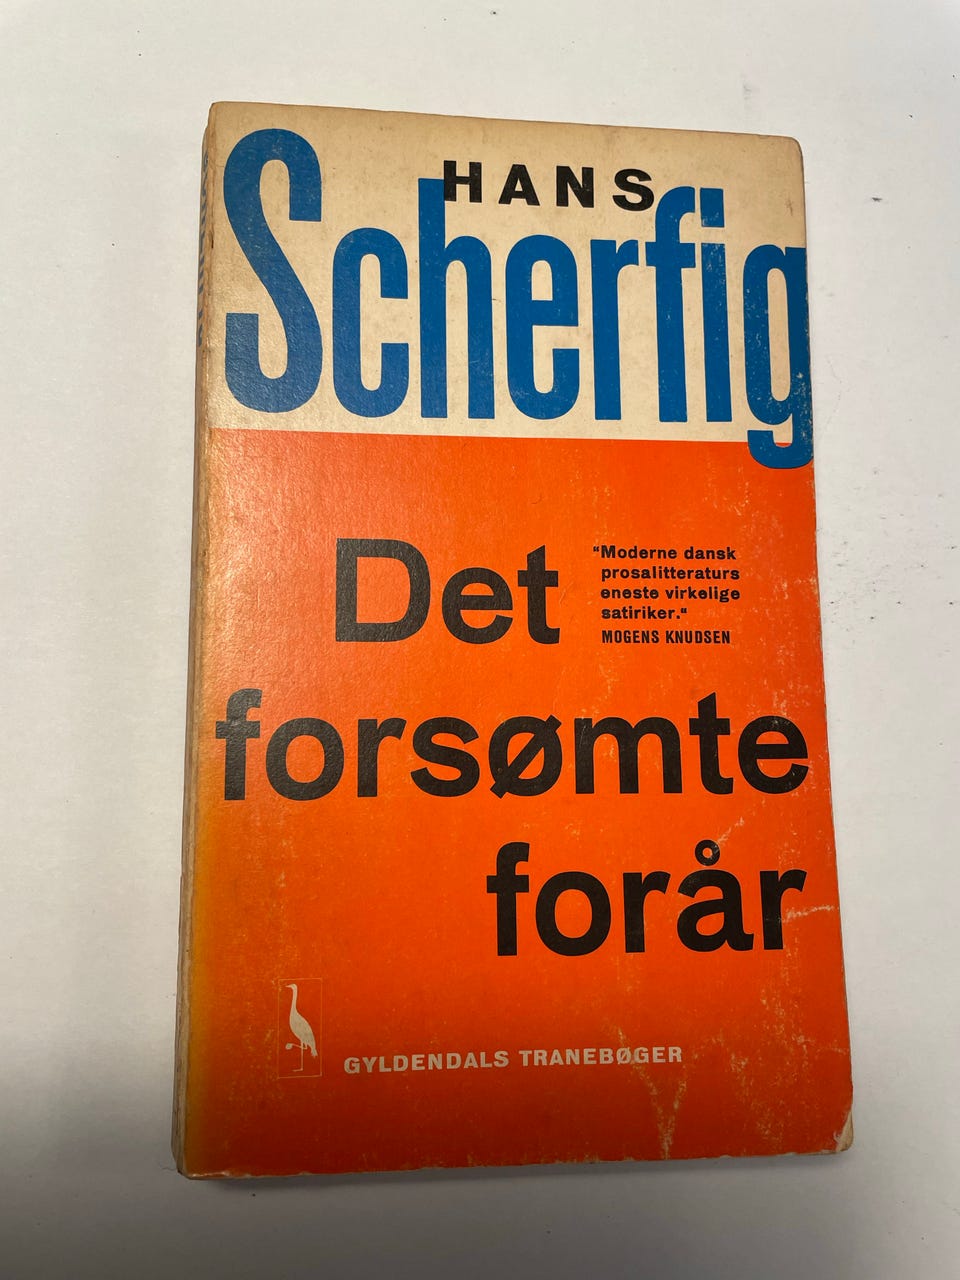 HANS
Scherfig
Det
“Moderne dansk
prosalitteraturs
eneste virkelige
satiriker.“
MOGENS KNUDSEN
forsømte
forår
GYLDENDALS TRANEBØGER